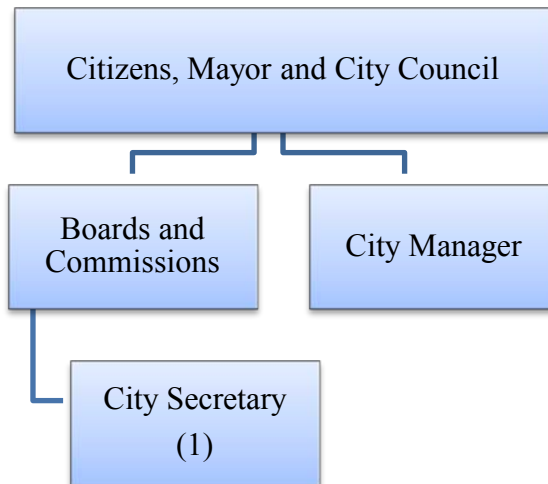 Citizens, Mayor and City Council
Boards and
Commissions
City Manager
City Secretary
(1)